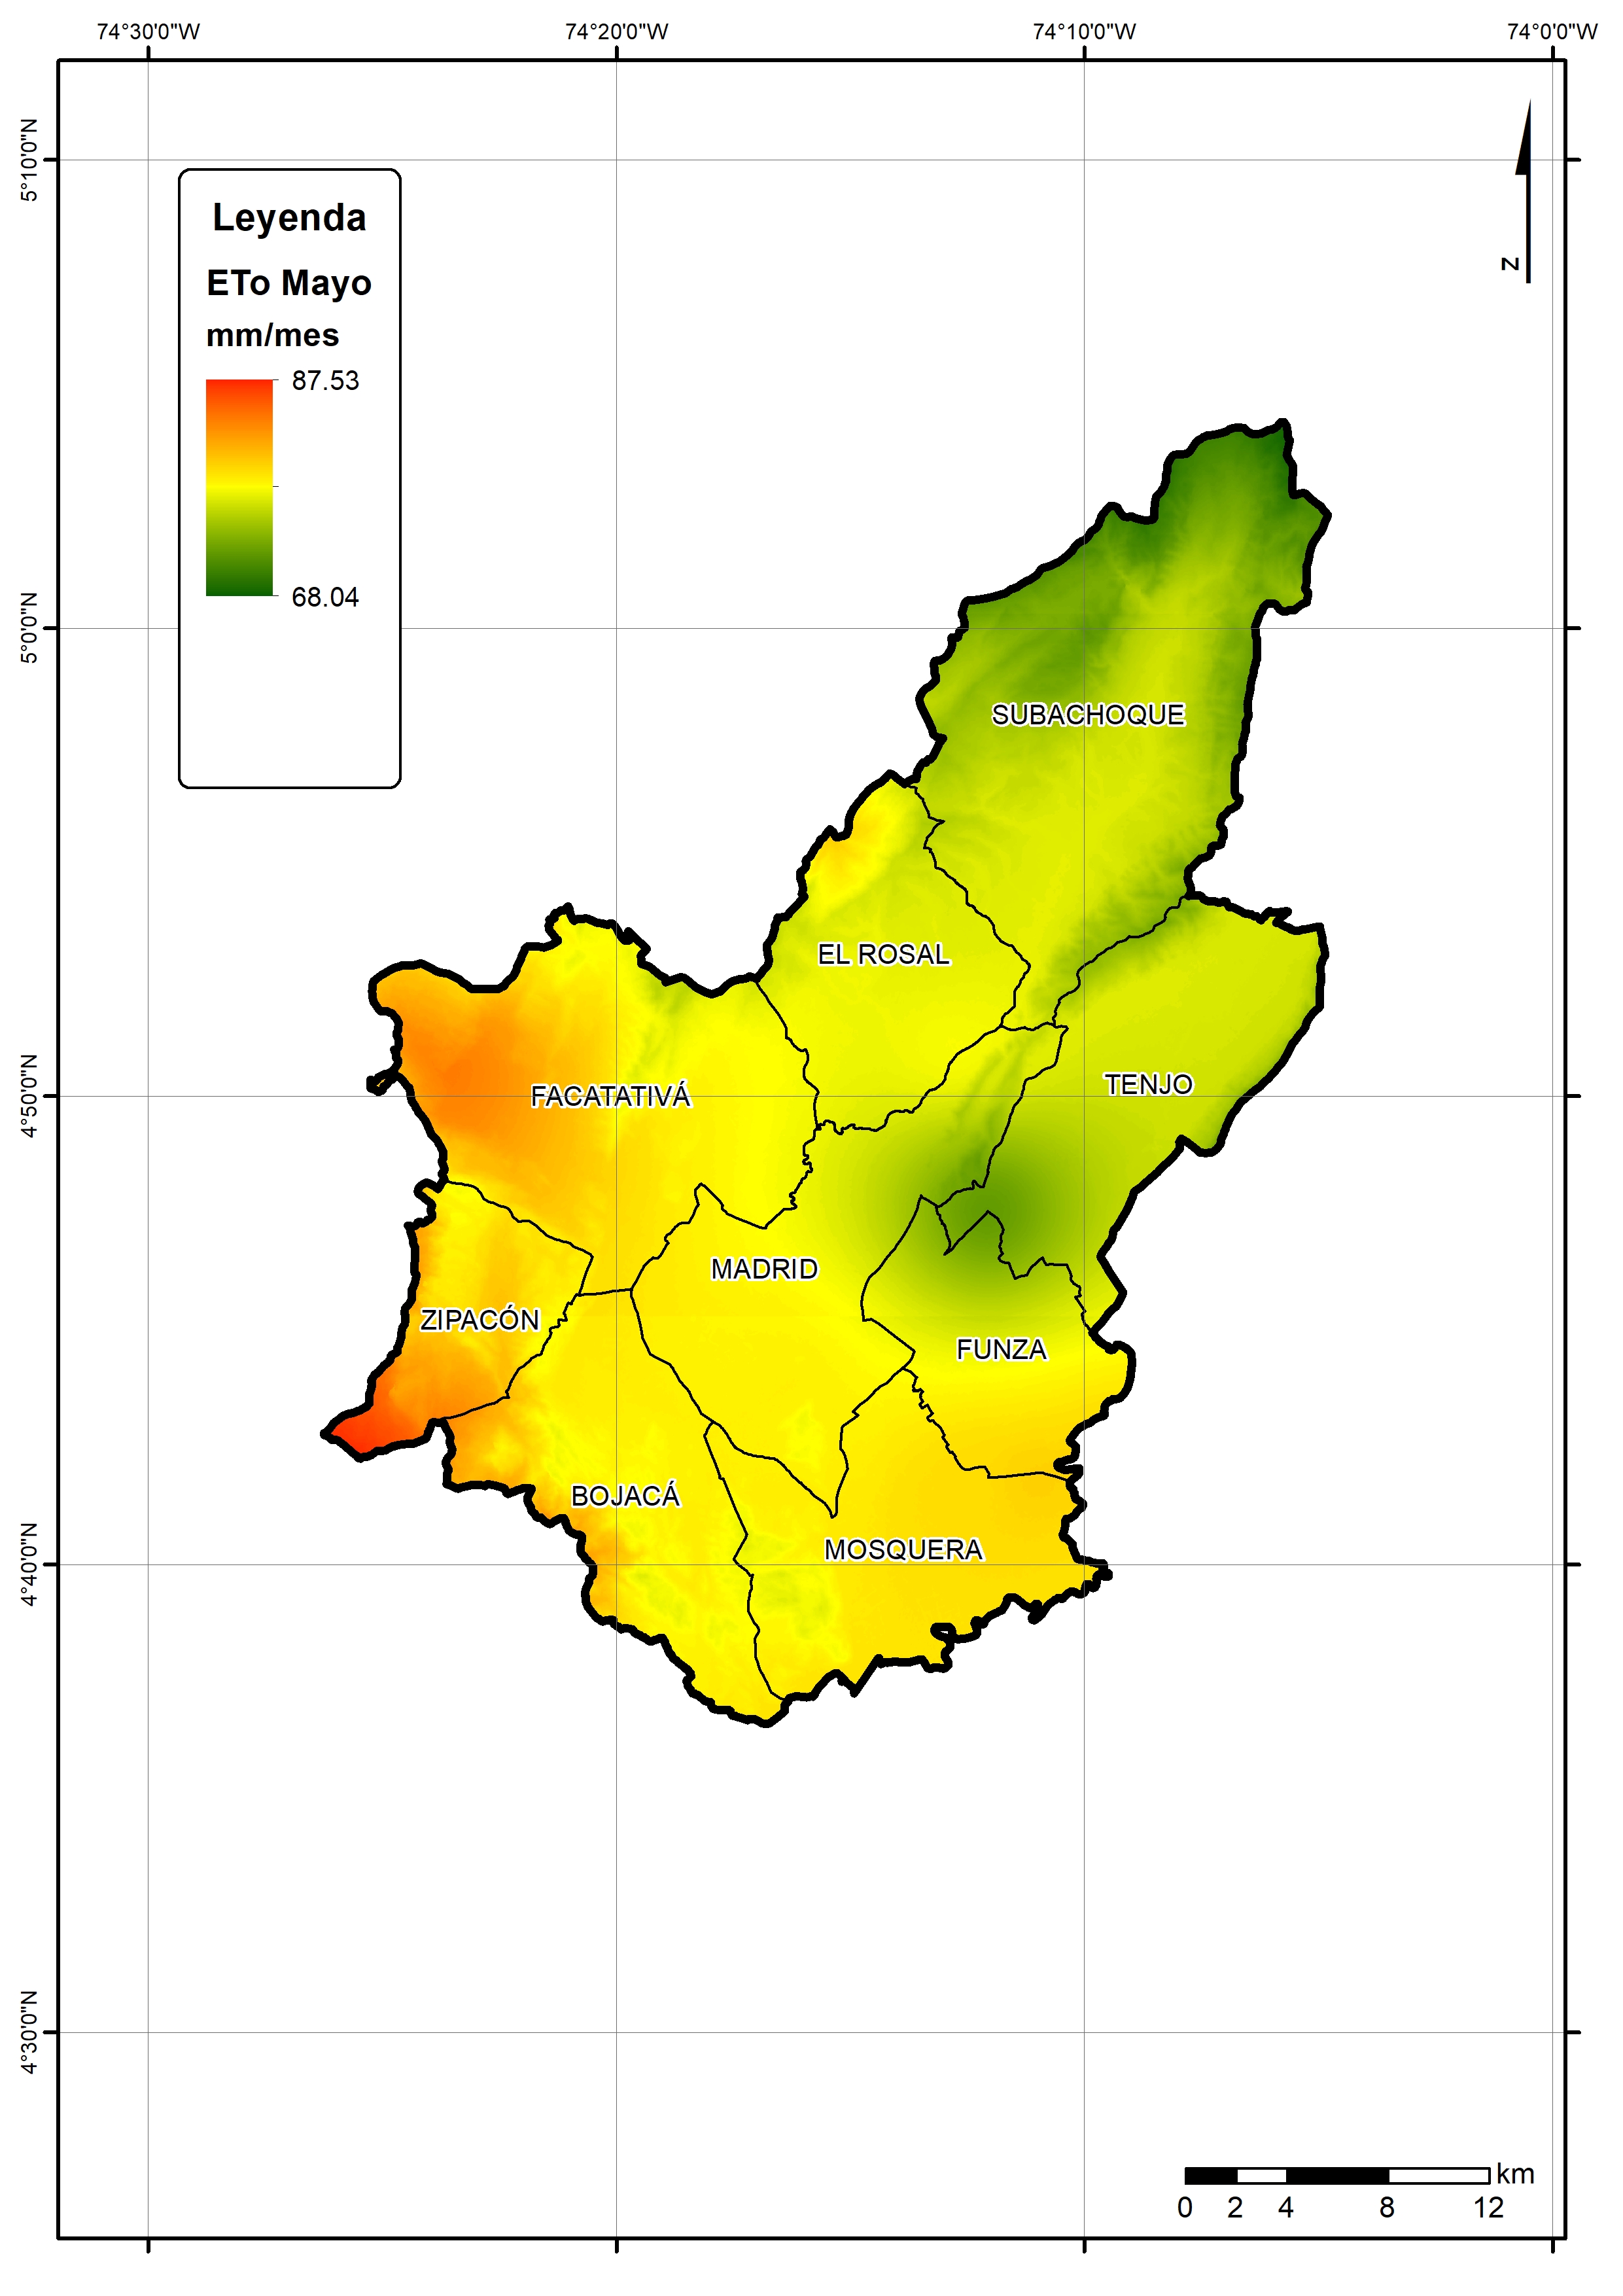 74°30'0"W 74°20'0"W 74°10'0"W 74°0'0"W
5°10'0"N
5°0'0"N
4°50'0"N
4°40'0"N
4°30'0"N
N
Leyenda
ETo Mayo
mm/mes
87.53
68.04
SUBACHOQUE
EL ROSAL
TENJO
FACATATIVÁ
MADRID
ZIPACÓN
FUNZA
BOJACÁ
MOSQUERA
km
0 2 4 8 12